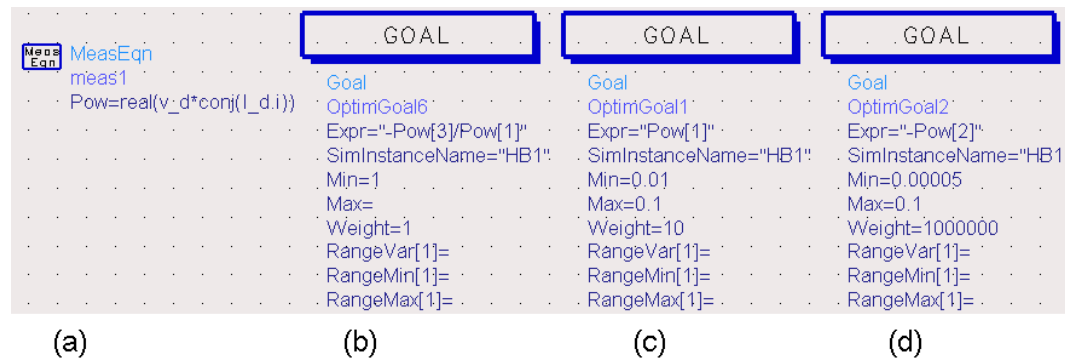 Meas
Eqn
MeasEqn
meas1
Pow=real(v_d*conj(I_d.i))
GOAL
Goal
OptimGoal6
Expr="-Pow[3]/Pow[1]"
SimInstanceName="HB1"
Min=1
Max=
Weight=1
RangeVar[1]=
RangeMin[1]=
RangeMax[1]=
GOAL
Goal
OptimGoal1
Expr="Pow[1]"
SimInstanceName="HB1"
Min=0.01
Max=0.1
Weight=10
RangeVar[1]=
RangeMin[1]=
RangeMax[1]=
GOAL
Goal
OptimGoal2
Expr="-Pow[2]"
SimInstanceName="HB1
Min=0.00005
Max=0.1
Weight=1000000
RangeVar[1]=
RangeMin[1]=
RangeMax[1]=
(a) (b) (c) (d)